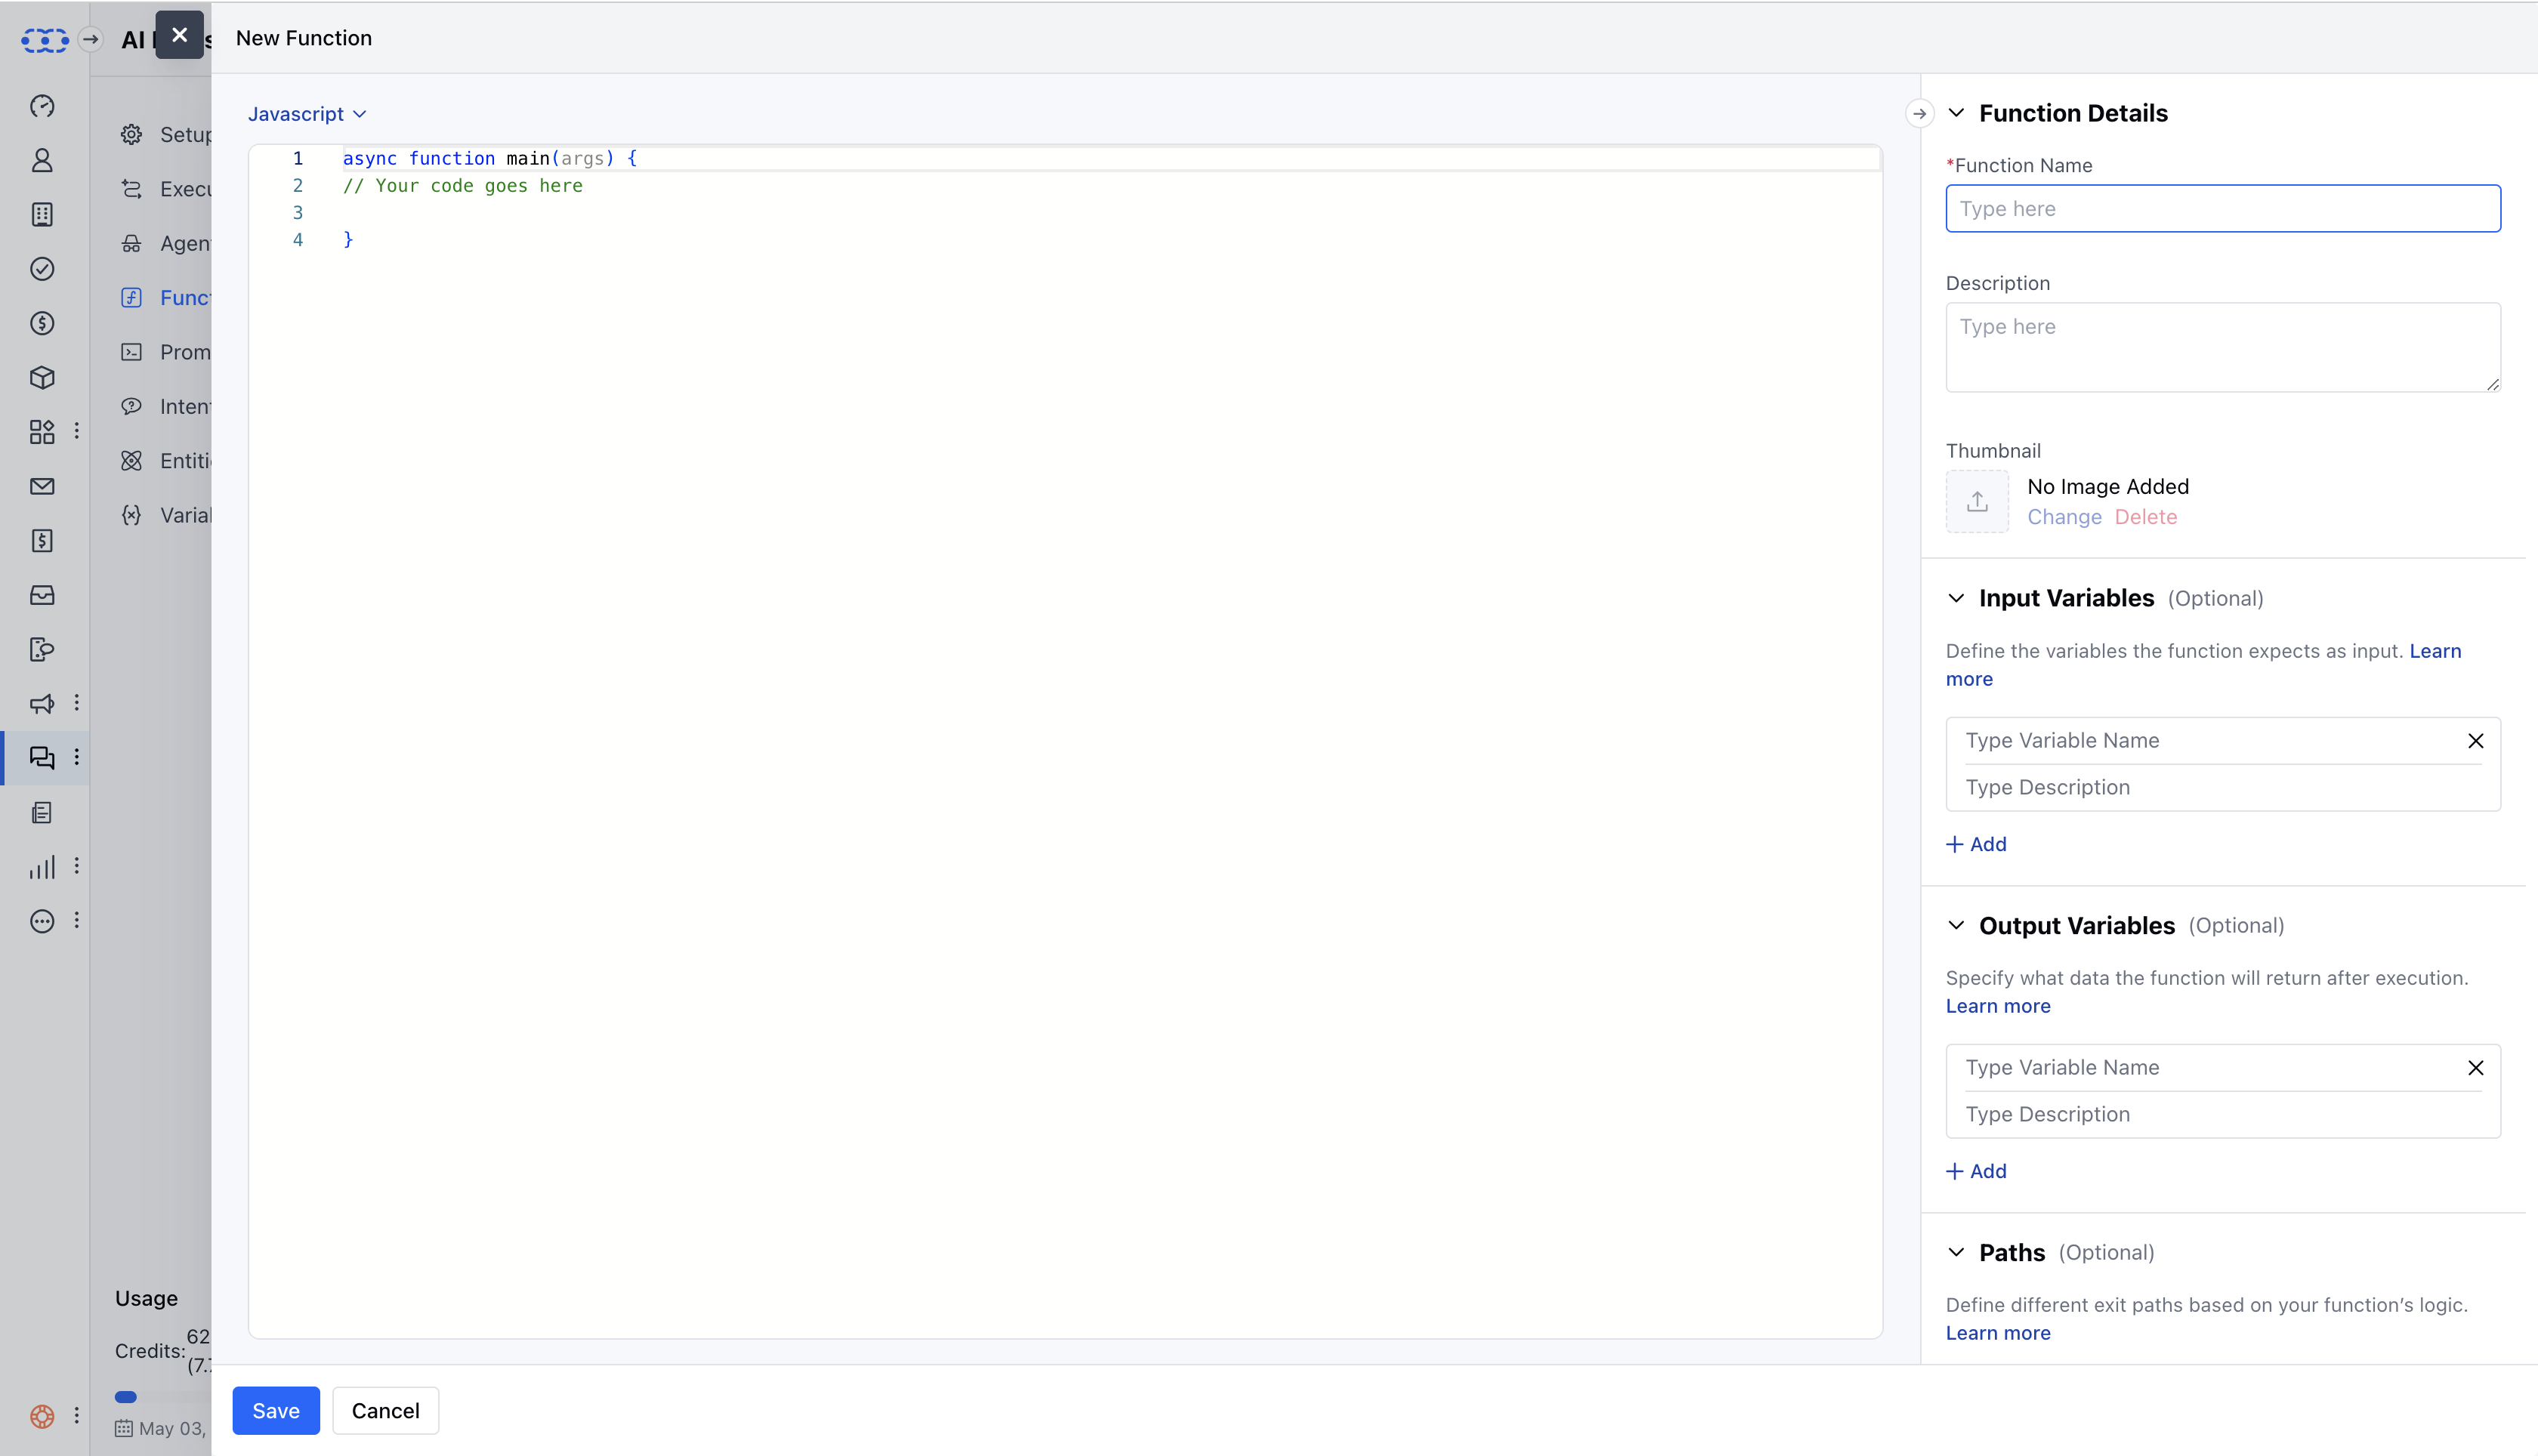 AI
New Function
Setup
Execu
Agen
Func
Prom
Inten
Entiti
Varia
Usage
Credits:
62
(7.
May 03,
Javascript
1 async function main(args) {
2 // Your code goes here
3
4 }
Save
Cancel
Function Details
*Function Name
Type here
Description
Type here
Thumbnail
No Image Added
Change Delete
Input Variables (Optional)
Define the variables the function expects as input. Learn
more
Type Variable Name
Type Description
+ Add
Output Variables (Optional)
Specify what data the function will return after execution.
Learn more
Type Variable Name
Type Description
+ Add
Paths (Optional)
Define different exit paths based on your function’s logic.
Learn more